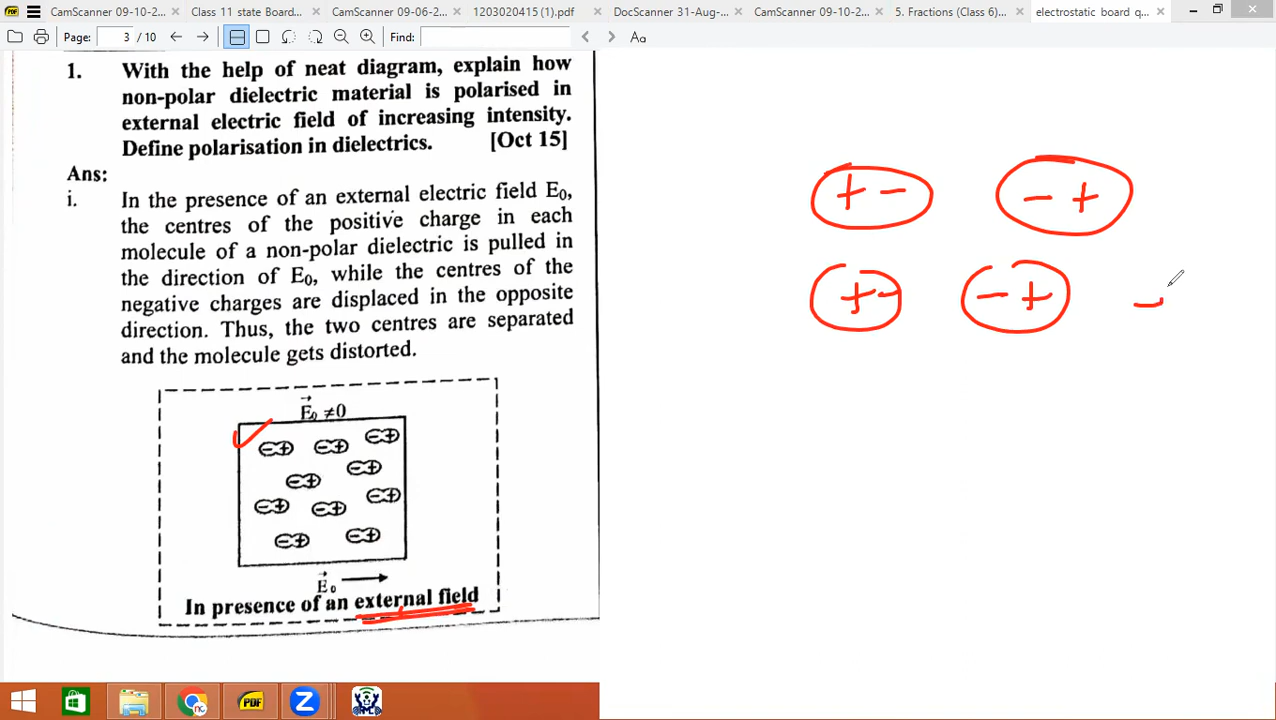 CamScanner 09-10-2...
Class 11 state Board...
CamScanner 09-06-2...
1203020415 (1).pdf
DocScanner 31-Aug-...
CamScanner 09-10-2...
5. Fractions (Class 6)...
electrostatic board q...
Page: 3 / 10
Find:
Aa
1. With the help of neat diagram, explain how
non-polar dielectric material is polarised in
external electric field of increasing intensity.
Define polarisation in dielectrics. [Oct 15]
Ans:
i. In the presence of an external electric field E₀,
the centres of the positive charge in each
molecule of a non-polar dielectric is pulled in
the direction of E₀, while the centres of the
negative charges are displaced in the opposite
direction. Thus, the two centres are separated
and the molecule gets distorted.
E⃗₀ ≠0
− + − + − +
− + − +
− + − + − +
− + − +
E⃗₀
In presence of an external field
+ − − +
+ − − + −
PDF
Z